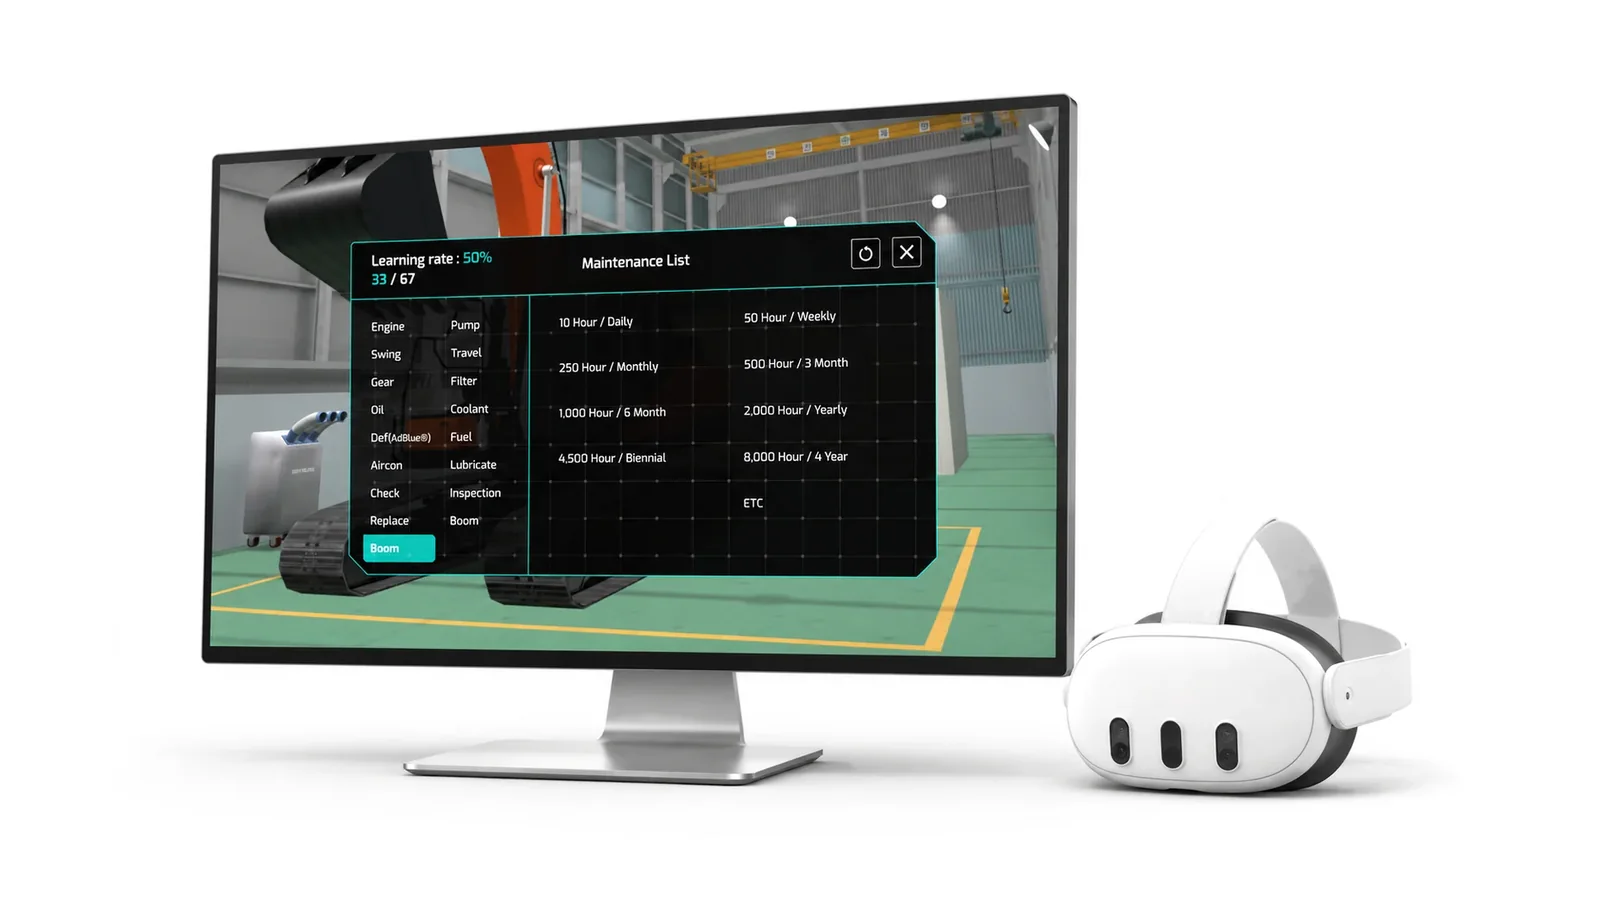 Learning rate : 50%
33 / 67
Maintenance List
Engine
Pump
Swing
Travel
Gear
Filter
Oil
Coolant
Def(AdBlue®)
Fuel
Aircon
Lubricate
Check
Inspection
Replace
Boom
Boom
10 Hour / Daily
50 Hour / Weekly
250 Hour / Monthly
500 Hour / 3 Month
1,000 Hour / 6 Month
2,000 Hour / Yearly
4,500 Hour / Biennial
8,000 Hour / 4 Year
ETC